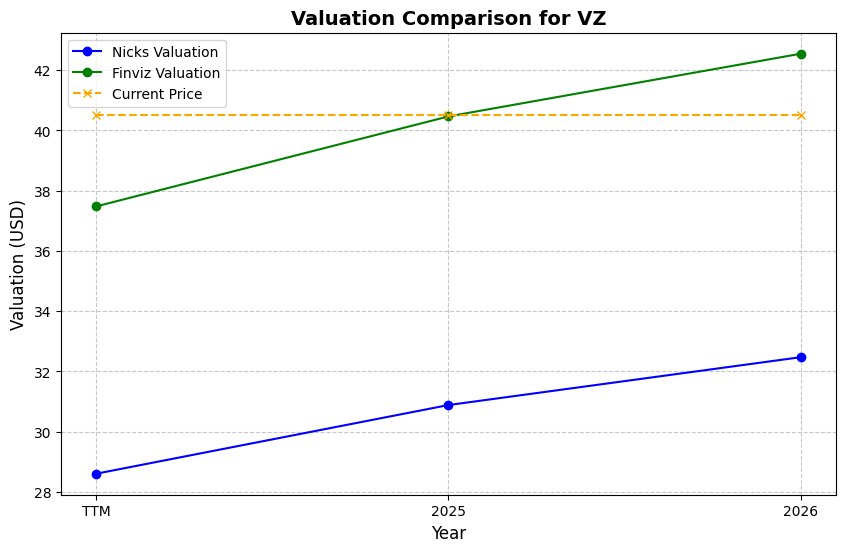 Valuation Comparison for VZ
Nicks Valuation
Finviz Valuation
Current Price
Valuation (USD)
42
40
38
36
34
32
30
28
TTM
2025
2026
Year